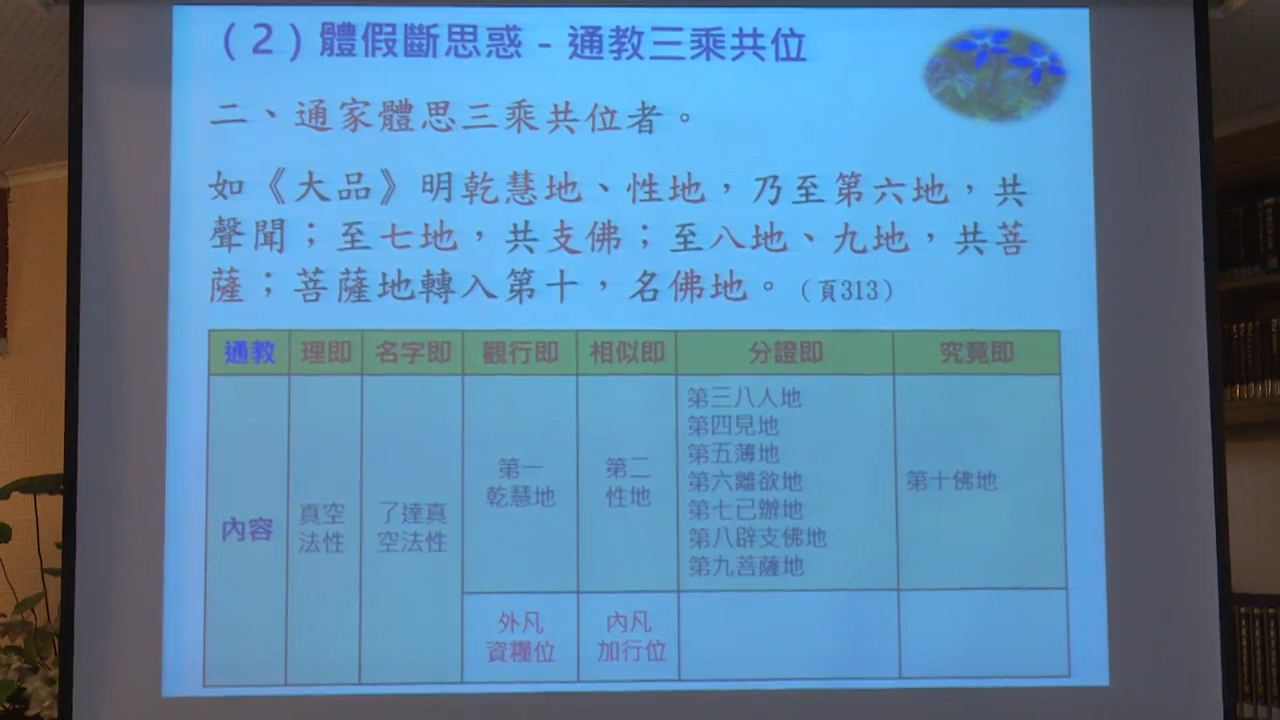 （2）體假斷思惑－通教三乘共位
二、通家體思三乘共位者。
如《大品》明乾慧地、性地，乃至第六地，共
聲聞；至七地，共支佛；至八地、九地，共菩
薩；菩薩地轉入第十，名佛地。（頁313）
通教 理即 名字即 觀行即 相似即 分證即 究竟即
內容
真空
法性
了達真
空法性
第一
乾慧地
第二
性地
第三八人地
第四見地
第五薄地
第六離欲地
第七已辦地
第八辟支佛地
第九菩薩地
第十佛地
外凡
資糧位
內凡
加行位